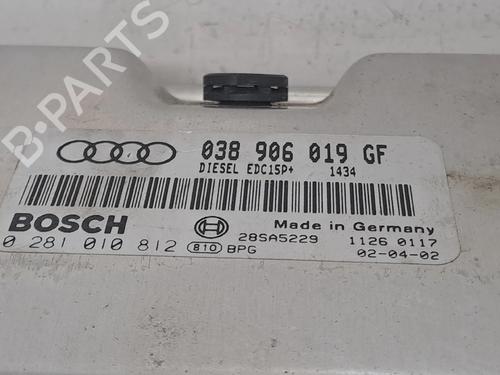 B-PARTS
038 906 019 GF
DIESEL EDC15P+ 1434
BOSCH
Made in Germany
0 281 010 812 810 BPG 28SA5229 1126 0117
02-04-02